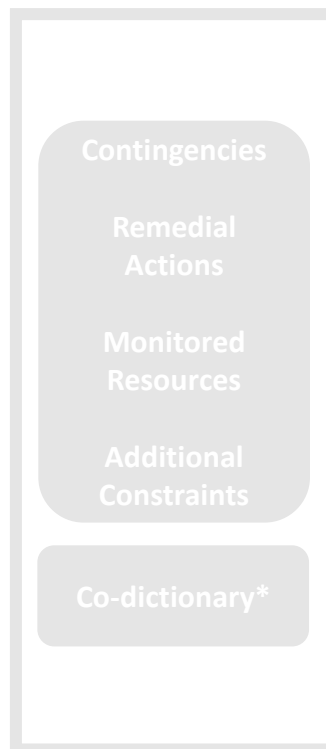 Contingencies
Remedial
Actions
Monitored
Resources
Additional
Constraints
Co-dictionary*